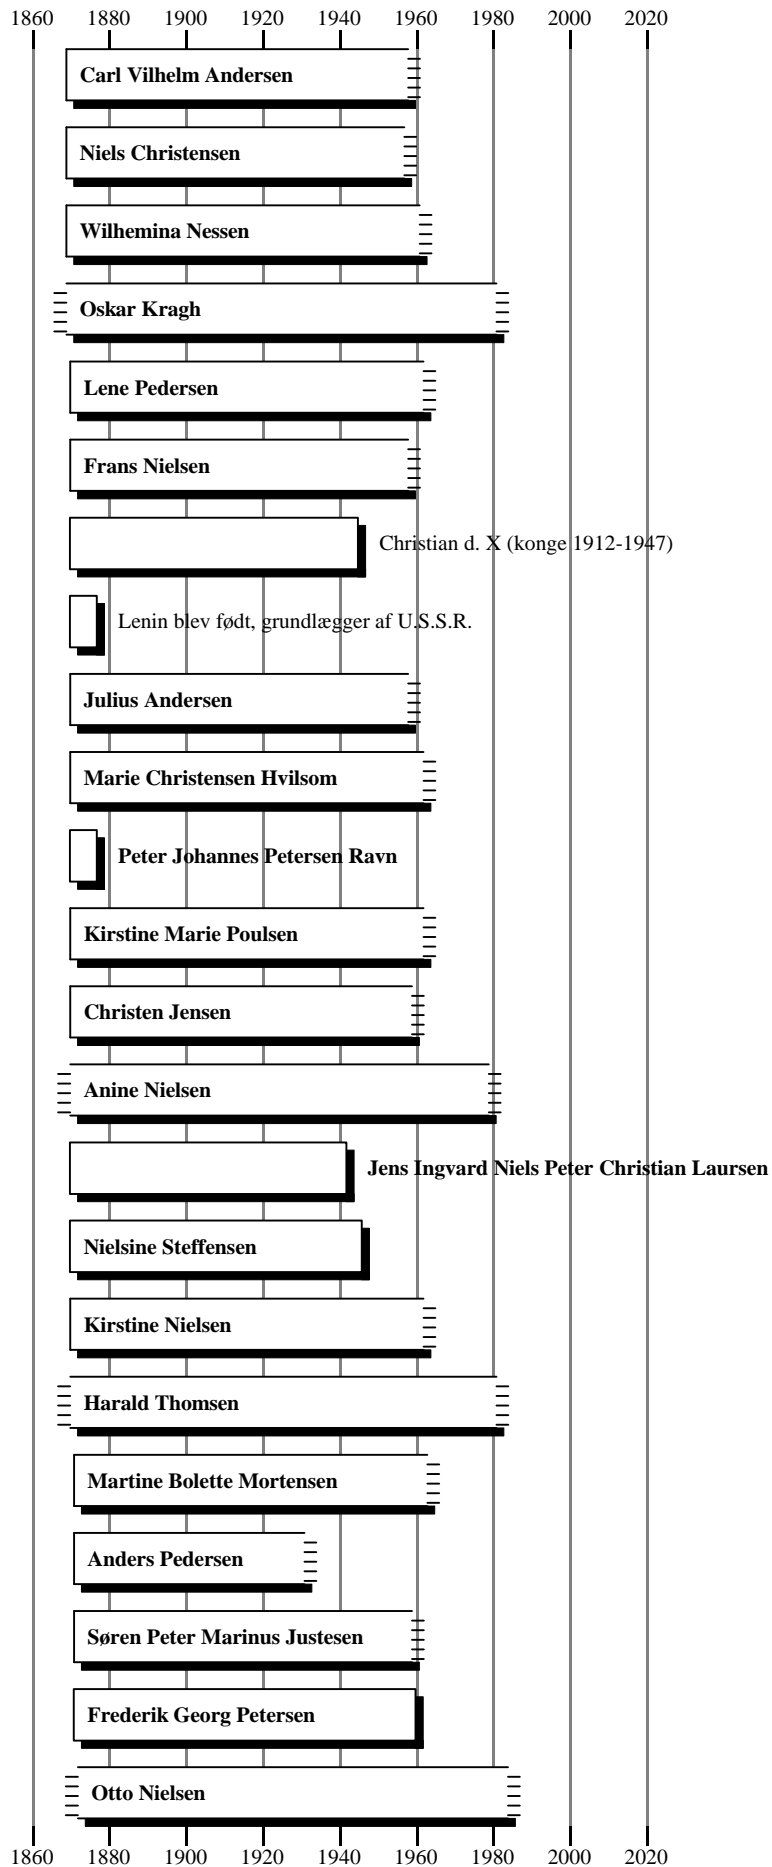 1860 1880 1900 1920 1940 1960 1980 2000 2020
Carl Vilhelm Andersen
Niels Christensen
Wilhemina Nessen
Oskar Kragh
Lene Pedersen
Frans Nielsen
Christian d. X (konge 1912-1947)
Lenin blev født, grundlægger af U.S.S.R.
Julius Andersen
Marie Christensen Hvilsom
Peter Johannes Petersen Ravn
Kirstine Marie Poulsen
Christen Jensen
Anine Nielsen
Jens Ingvard Niels Peter Christian Laursen
Nielsine Steffensen
Kirstine Nielsen
Harald Thomsen
Martine Bolette Mortensen
Anders Pedersen
Søren Peter Marinus Justesen
Frederik Georg Petersen
Otto Nielsen
1860 1880 1900 1920 1940 1960 1980 2000 2020